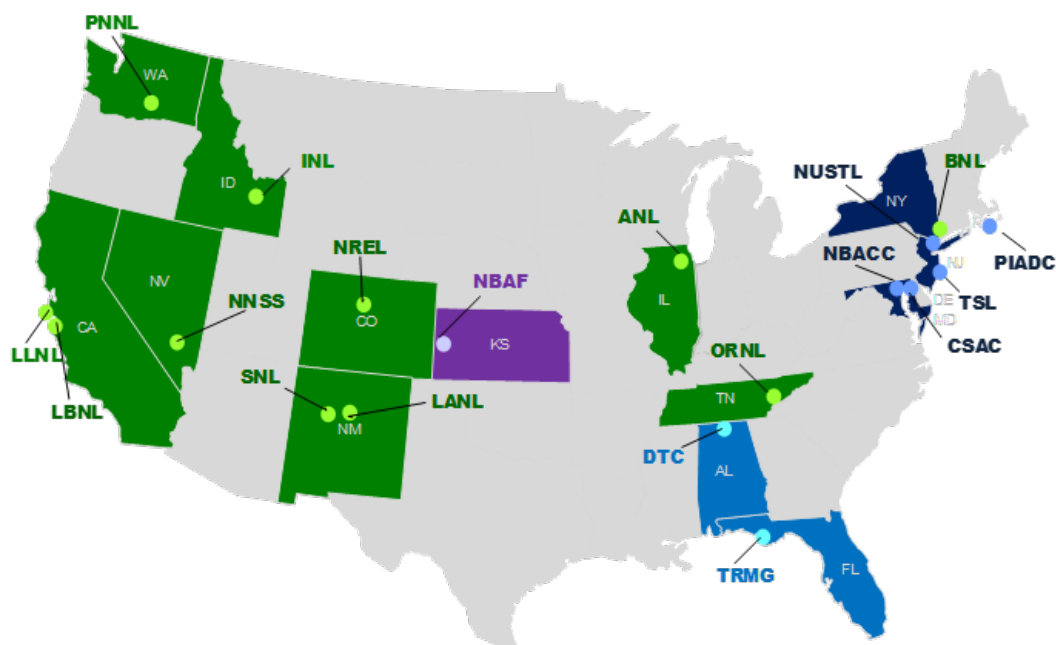 PNNL
WA
INL
ID
BNL
NUSTL
NY
ANL
NREL
NBAF
NBACC
PIADC
NJ
NV
NNSS
CO
IL
DE
TSL
CA
KS
MD
LLNL
CSAC
ORNL
SNL
LANL
LBNL
TN
NM
DTC
AL
TRMG
FL